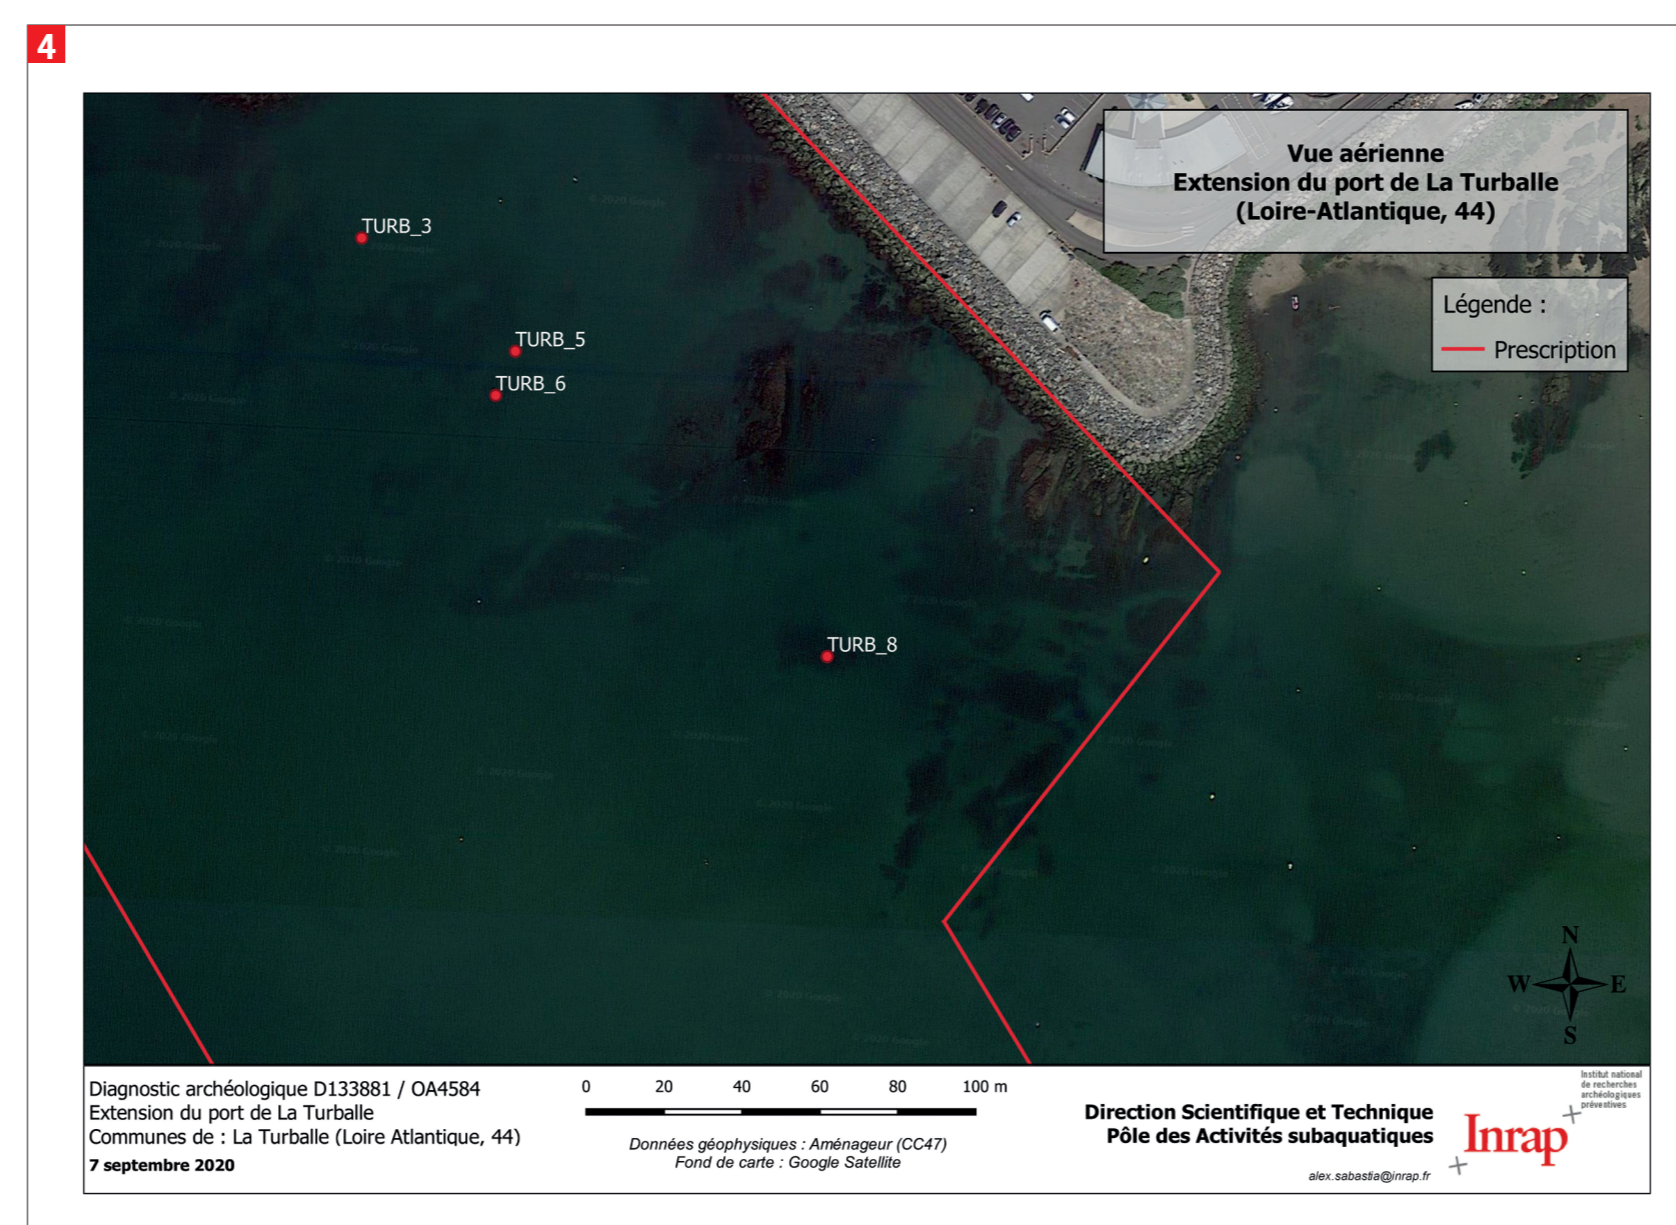 4
Vue aérienne
Extension du port de La Turballe
(Loire-Atlantique, 44)
Légende :
Prescription
TURB_3
TURB_5
TURB_6
TURB_8
© 2020 Google
N
W E
S
Diagnostic archéologique D133881 / OA4584
Extension du port de La Turballe
Communes de : La Turballe (Loire Atlantique, 44)
7 septembre 2020
0 20 40 60 80 100 m
Données géophysiques : Aménageur (CC47)
Fond de carte : Google Satellite
Direction Scientifique et Technique
Pôle des Activités subaquatiques
alex.sabastia@inrap.fr
Institut national
de recherches
archéologiques
préventives
Inrap